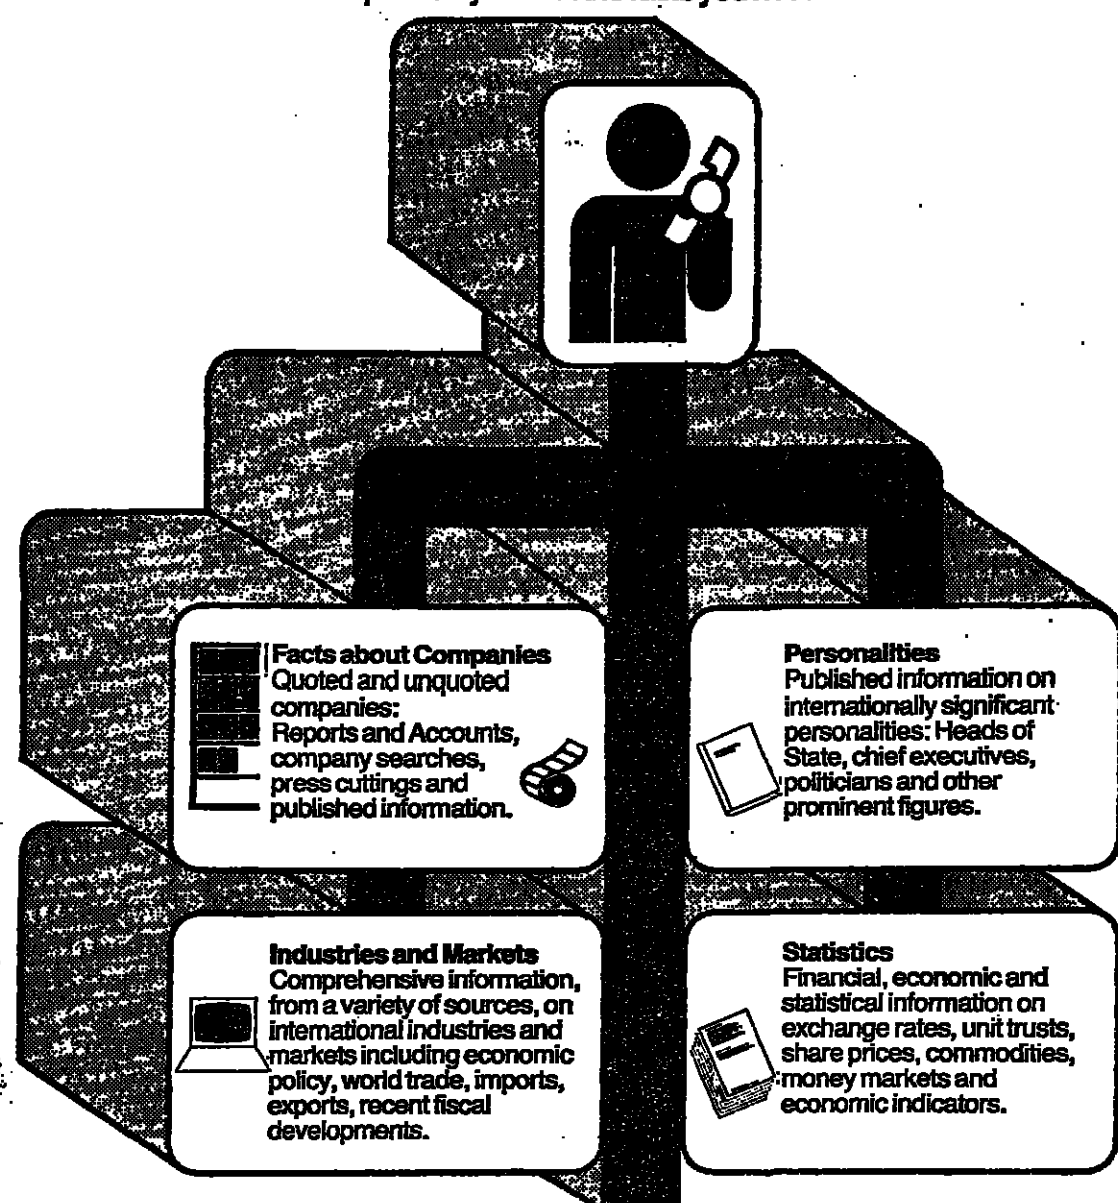 Facts about Companies
Quoted and unquoted
companies:
Reports and Accounts,
company searches,
press cuttings and
published information.
Personalities
Published information on
internationally significant
personalities: Heads of
State, chief executives,
politicians and other
prominent figures.
Industries and Markets
Comprehensive information,
from a variety of sources, on
international industries and
markets including economic
policy, world trade, imports,
exports, recent fiscal
developments.
Statistics
Financial, economic and
statistical information on
exchange rates, unit trusts,
share prices, commodities,
money markets and
economic indicators.